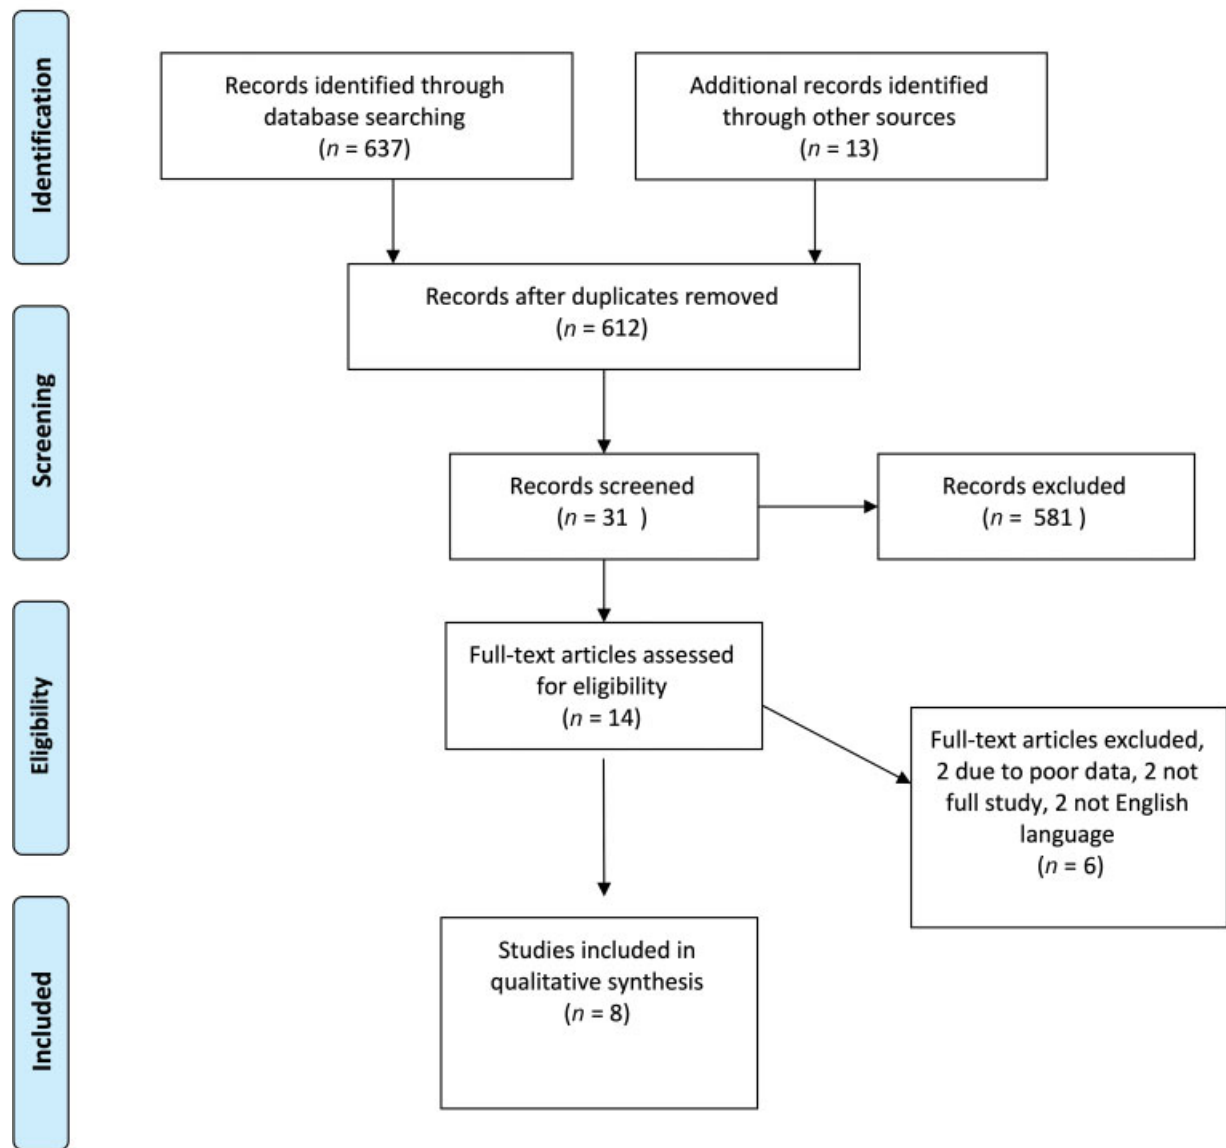 Identification
Records identified through
database searching
(n = 637)
Additional records identified
through other sources
(n = 13)
Records after duplicates removed
(n = 612)
Screening
Records screened
(n = 31 )
Records excluded
(n = 581 )
Eligibility
Full-text articles assessed
for eligibility
(n = 14)
Full-text articles excluded,
2 due to poor data, 2 not
full study, 2 not English
language
(n = 6)
Included
Studies included in
qualitative synthesis
(n = 8)